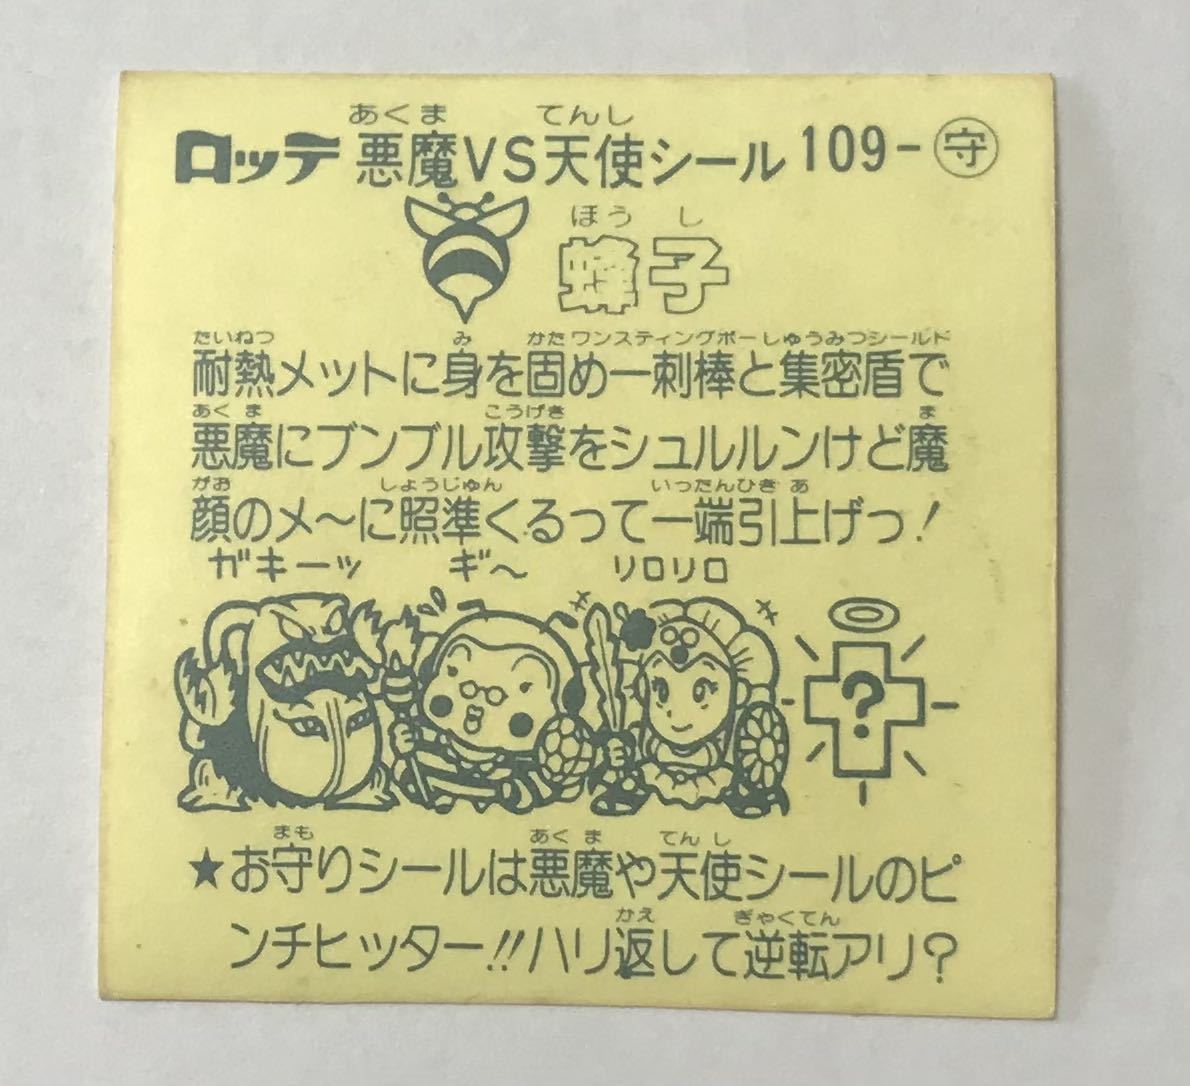 あくま てんし
ロッテ 悪魔VS天使シール 109-守
ほうし
蜂子
たいねつ み かた ワンスティングボー しゅうみつシールド
耐熱メットに身を固め一刺棒と集密盾で
あくま こうげき ま
悪魔にブンブル攻撃をシュルルンけど魔
がお しょうじゅん いったんひき あ
顔のメ〜に照準くるって一端引上げっ!
ガキーッ ギ〜 リロリロ
?
まも あくま てんし
★お守りシールは悪魔や天使シールのピ
かえ ぎゃくてん
ンチヒッター!!ハリ返して逆転アリ?